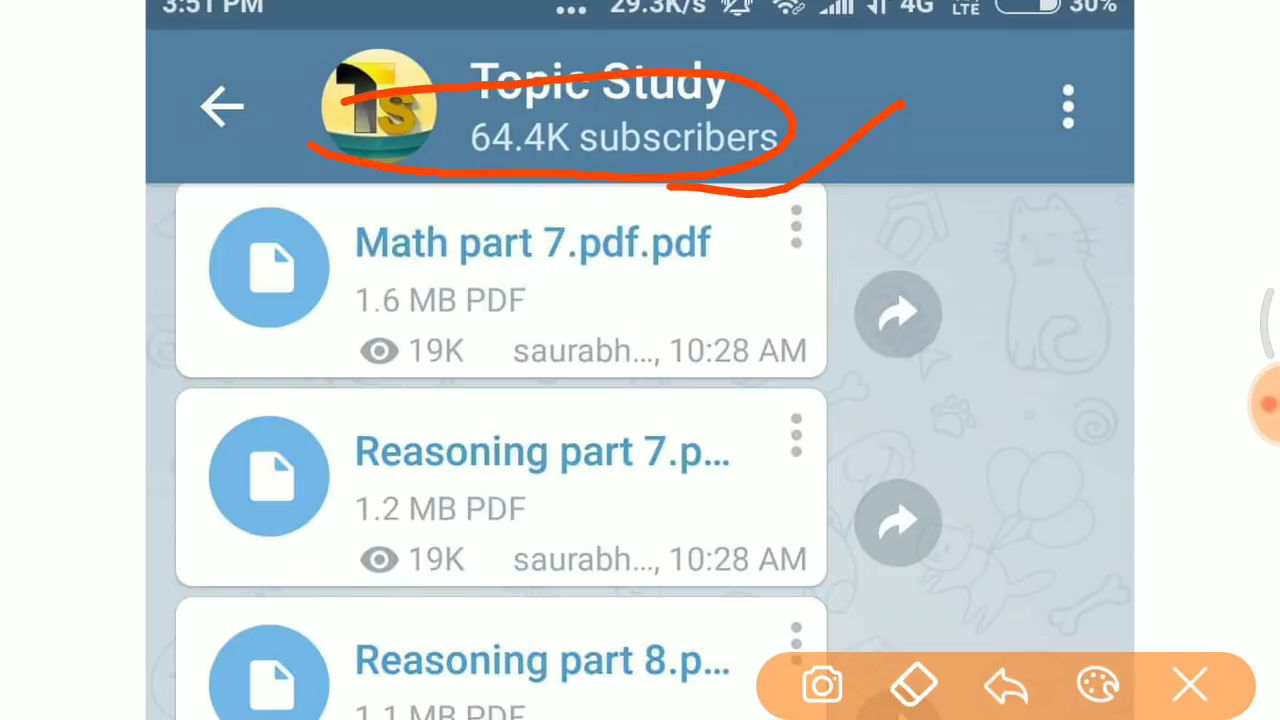 3:51 PM ... 29.3K/s 4G LTE 30%
Ts
Topic Study
64.4K subscribers
Math part 7.pdf.pdf
1.6 MB PDF
19K saurabh..., 10:28 AM
Reasoning part 7.p...
1.2 MB PDF
19K saurabh..., 10:28 AM
Reasoning part 8.p...
1.1 MB PDF